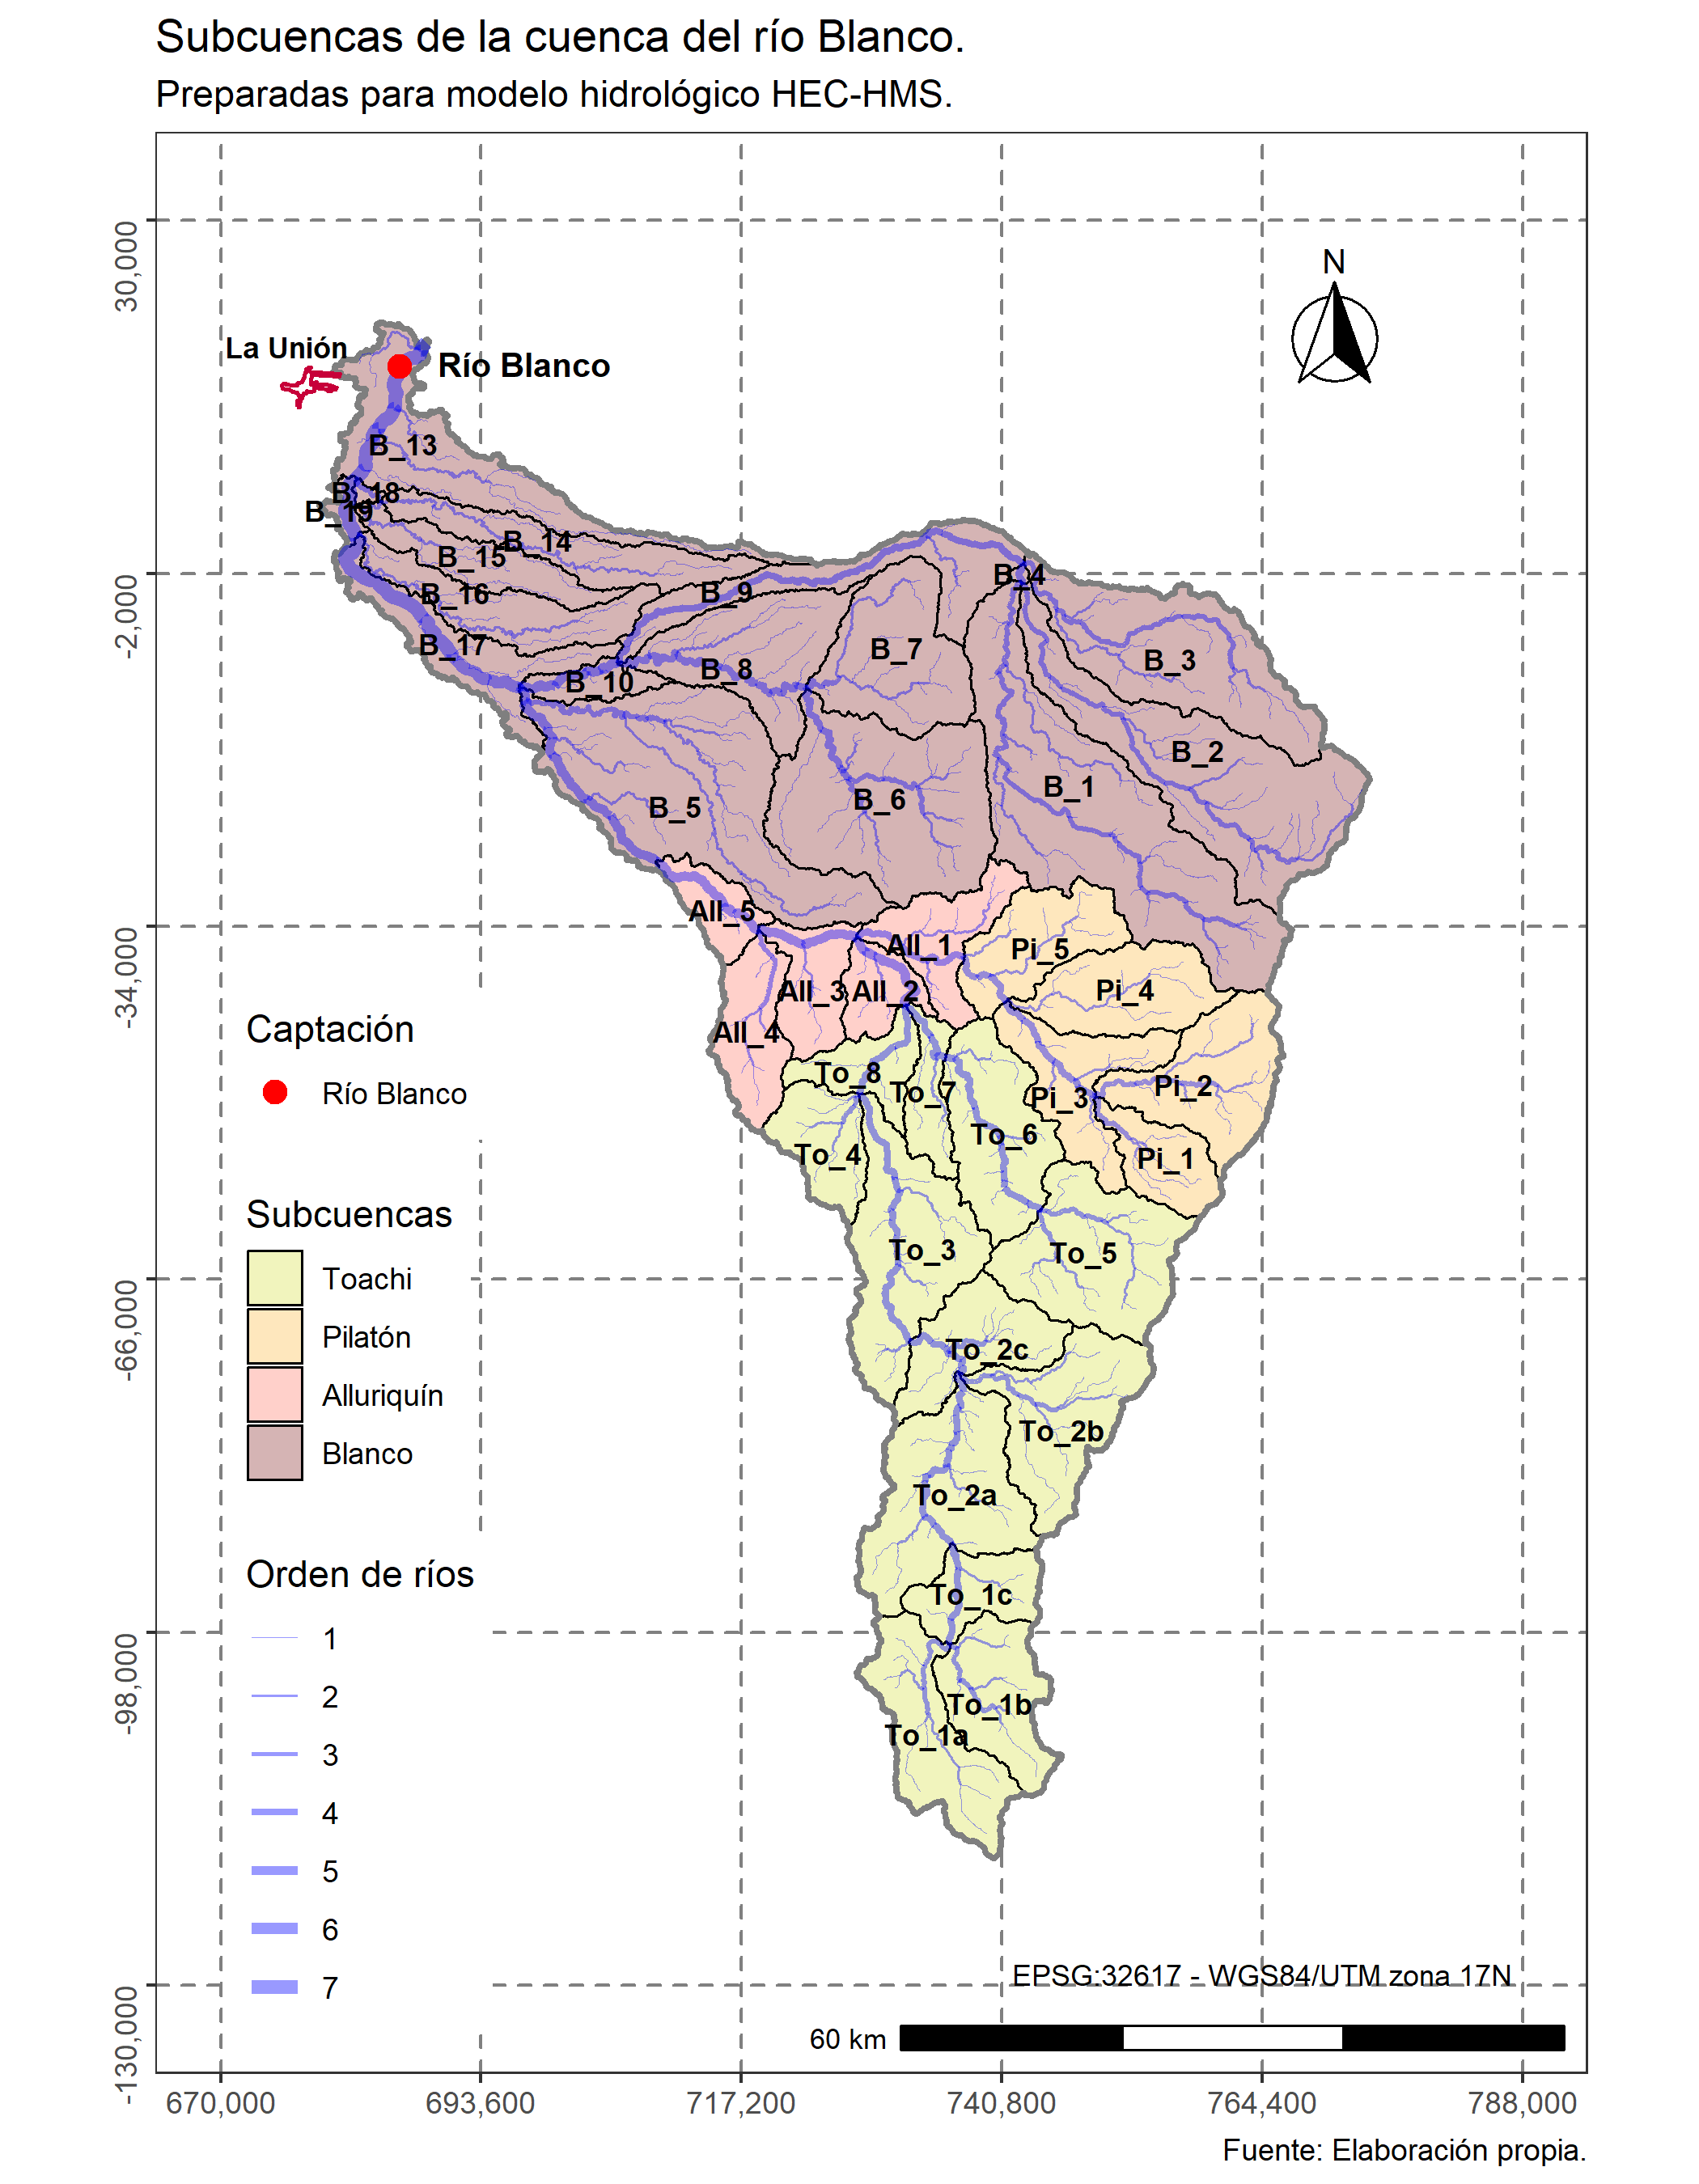 Subcuencas de la cuenca del río Blanco.
Preparadas para modelo hidrológico HEC-HMS.
30,000
-2,000
-34,000
-66,000
-98,000
-130,000
N
La Unión
Río Blanco
B_13
B_18
B_19
B_14
B_15
B_16
B_17
B_9
B_10
B_8
B_7
B_4
B_3
B_2
B_1
B_6
B_5
All_5
All_1
All_3
All_2
All_4
Pi_5
Pi_4
Pi_2
Pi_3
Pi_1
To_8
To_7
To_6
To_4
To_3
To_5
To_2c
To_2b
To_2a
To_1c
To_1b
To_1a
Captación
Río Blanco
Subcuencas
Toachi
Pilatón
Alluriquín
Blanco
Orden de ríos
1
2
3
4
5
6
7
EPSG:32617 - WGS84/UTM zona 17N
60 km
670,000
693,600
717,200
740,800
764,400
788,000
Fuente: Elaboración propia.